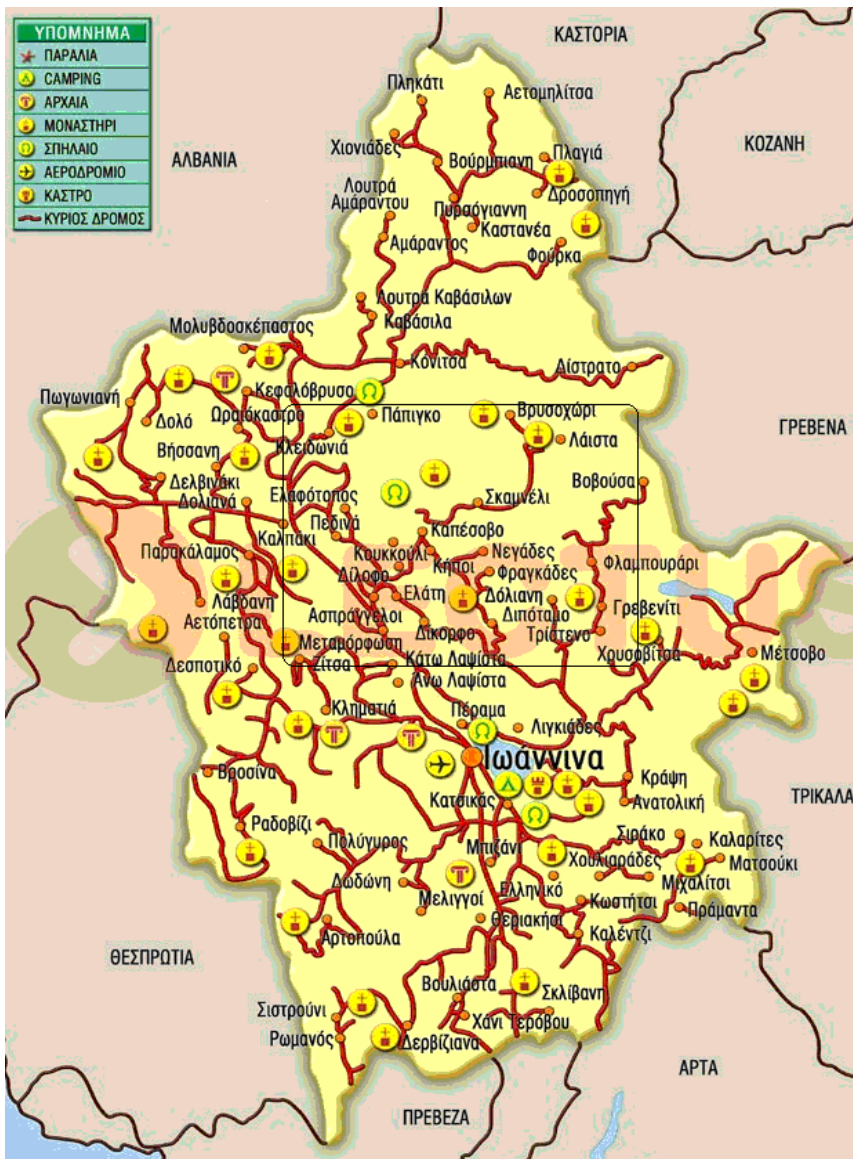 ΥΠΟΜΝΗΜΑ
ΠΑΡΑΛΙΑ
CAMPING
ΑΡΧΑΙΑ
ΜΟΝΑΣΤΗΡΙ
ΣΠΗΛΑΙΟ
ΑΕΡΟΔΡΟΜΙΟ
ΚΑΣΤΡΟ
ΚΥΡΙΟΣ ΔΡΟΜΟΣ
ΚΑΣΤΟΡΙΑ
ΚΟΖΑΝΗ
ΑΛΒΑΝΙΑ
Πληκάτι
Αετομηλίτσα
Χιονιάδες
Βούρμπιανη
Πλαγιά
Λουτρά
Αμάραντου
Δροσοπηγή
Πυρσόγιαννη
Καστανέα
Αμάραντος
Φούρκα
Λουτρά Καβάσιλων
Καβάσιλα
Μολυβδοσκέπαστος
Κόνιτσα
Δίστρατο
Πωγωνιανή
Κεφαλόβρυσο
Δολό
Ωραιόκαστρο
Πάπιγκο
Βρυσοχώρι
ΓΡΕΒΕΝΑ
Κλειδωνιά
Λάιστα
Βήσσανη
Δελβινάκι
Βοβούσα
Δολιανά
Ελαφότοπος
Σκαμνέλι
Καλπάκι
Πεδινά
Καπέσοβο
Παρακάλαμος
Κουκκούλι
Κήποι
Νεγάδες
Φραγκάδες
Φλαμπουράρι
Δίλοφο
Λάβδανη
Ελάτη
Δόλιανη
Γρεβενίτι
Αετόπετρα
Ασπράγγελοι
Διπόταμο
Δίκορφο
Τρίστενο
Μεταμόρφωση
Χρυσοβίτσα
Μέτσοβο
Δεσποτικό
Ζίτσα
Κάτω Λαψίστα
Άνω Λαψίστα
Κληματιά
Πέραμα
Λιγκιάδες
Ιωάννινα
Βροσίνα
Κράψη
ΤΡΙΚΑΛΑ
Κατσικάς
Ανατολική
Ραδοβίζι
Πολύγυρος
Σιράκο
Καλαρίτες
Μπιζάνι
Χουλιαράδες
Ματσούκι
Δωδώνη
Μελιγγοί
Ελληνικό
Μιχαλίτσι
Κωστήτσι
Πράμαντα
Θεριακήσι
Αρτοπούλα
Καλέντζι
ΘΕΣΠΡΩΤΙΑ
Βουλιάστα
Σκλίβανη
Σιστρούνι
Χάνι Τερόβου
Ρωμανός
Δερβίζιανα
ΑΡΤΑ
ΠΡΕΒΕΖΑ